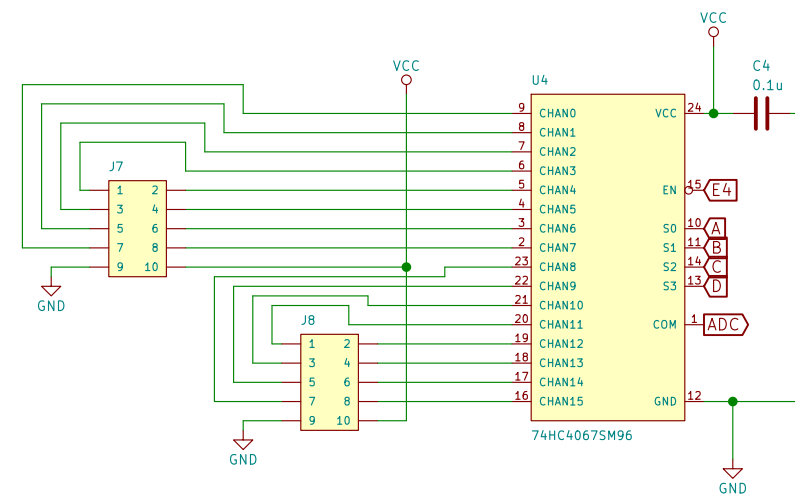 VCC
C4
0.1u
VCC
U4
9 CHAN0 VCC 24
8 CHAN1
7 CHAN2
6 CHAN3
5 CHAN4 EN 15 E4
4 CHAN5
3 CHAN6 S0 10 A
2 CHAN7 S1 11 B
23 CHAN8 S2 14 C
22 CHAN9 S3 13 D
21 CHAN10
20 CHAN11 COM 1 ADC
19 CHAN12
18 CHAN13
17 CHAN14
16 CHAN15 GND 12
74HC4067SM96
J7
1 2
3 4
5 6
7 8
9 10
GND
J8
1 2
3 4
5 6
7 8
9 10
GND
GND